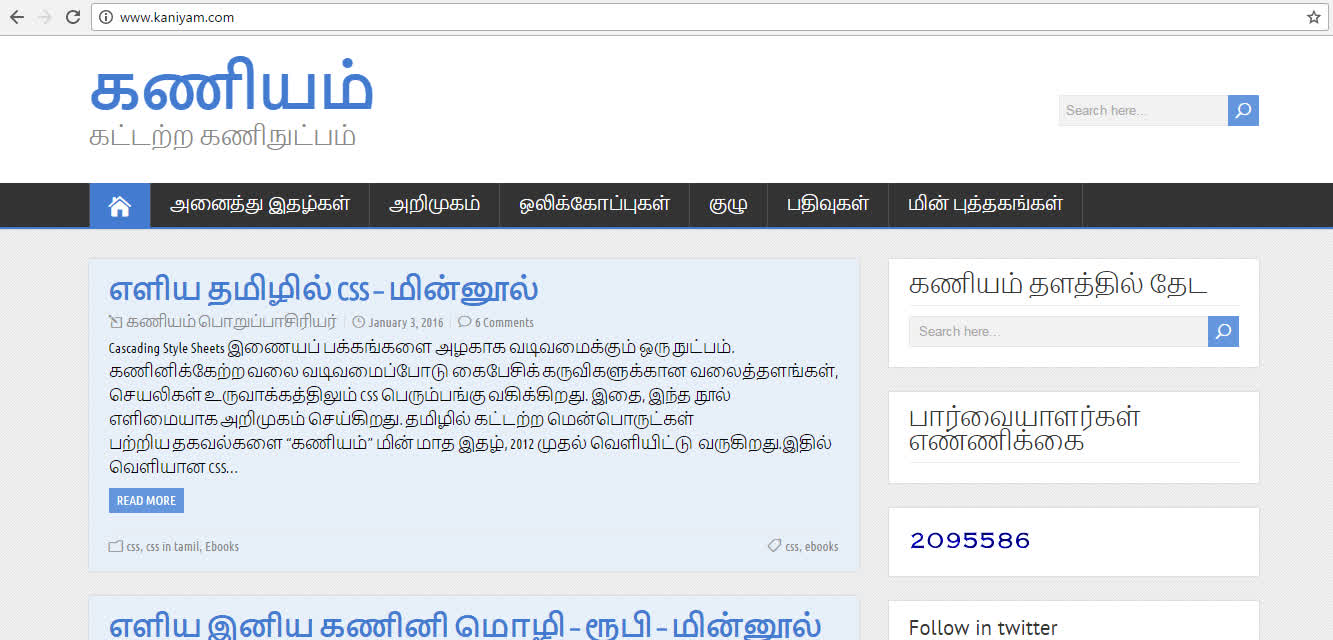 www.kaniyam.com
கணியம்
கட்டற்ற கணிநுட்பம்
Search here...
அனைத்து இதழ்கள் அறிமுகம் ஒலிக்கோப்புகள் குழு பதிவுகள் மின் புத்தகங்கள்
எளிய தமிழில் CSS – மின்னூல்
கணியம் பொறுப்பாசிரியர் January 3, 2016 6 Comments
Cascading Style Sheets இணையப் பக்கங்களை அழகாக வடிவமைக்கும் ஒரு நுட்பம்.
கணினிக்கேற்ற வலை வடிவமைப்போடு கைபேசிக் கருவிகளுக்கான வலைத்தளங்கள்,
செயலிகள் உருவாக்கத்திலும் CSS பெரும்பங்கு வகிக்கிறது. இதை, இந்த நூல்
எளிமையாக அறிமுகம் செய்கிறது. தமிழில் கட்டற்ற மென்பொருட்கள்
பற்றிய தகவல்களை “கணியம்” மின் மாத இதழ், 2012 முதல் வெளியிட்டு வருகிறது.இதில்
வெளியான CSS…
READ MORE
css, css in tamil, Ebooks
css, ebooks
எளிய இனிய கணினி மொழி – ரூபி – மின்னூல்
கணியம் தளத்தில் தேட
Search here...
பார்வையாளர்கள்
எண்ணிக்கை
2095586
Follow in twitter